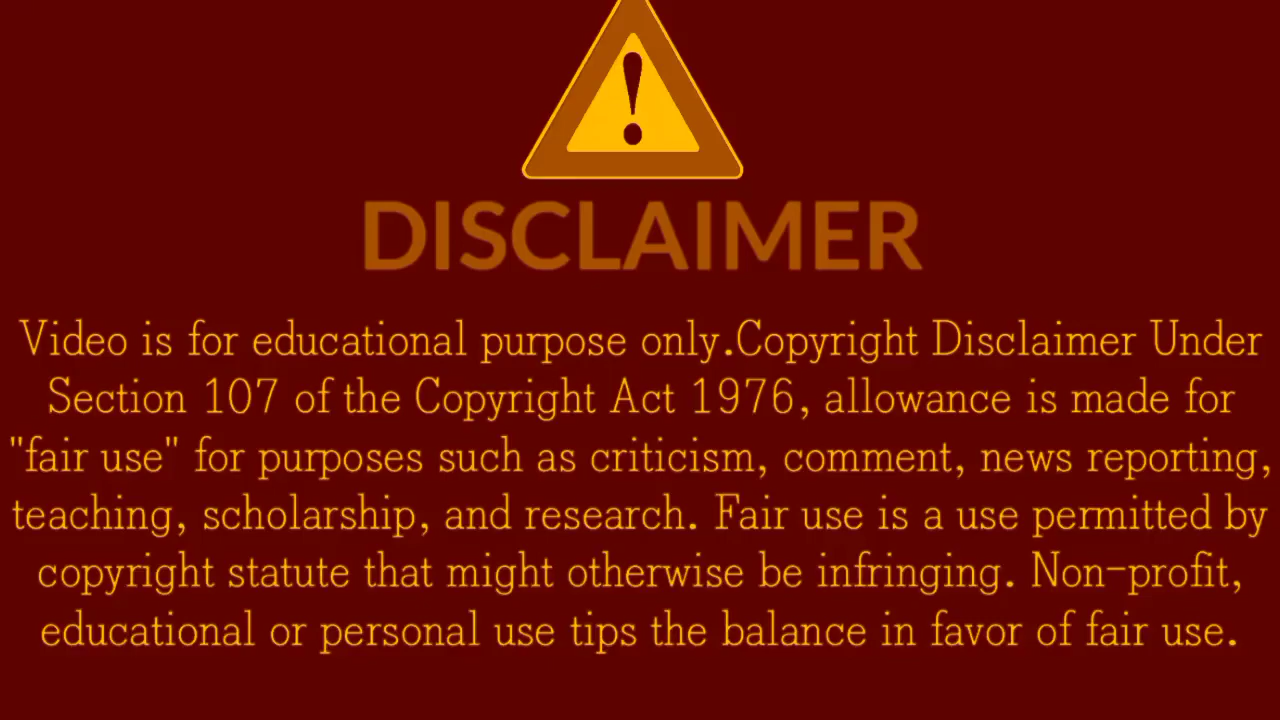 !
DISCLAIMER
Video is for educational purpose only.Copyright Disclaimer Under
Section 107 of the Copyright Act 1976, allowance is made for
"fair use" for purposes such as criticism, comment, news reporting,
teaching, scholarship, and research. Fair use is a use permitted by
copyright statute that might otherwise be infringing. Non-profit,
educational or personal use tips the balance in favor of fair use.